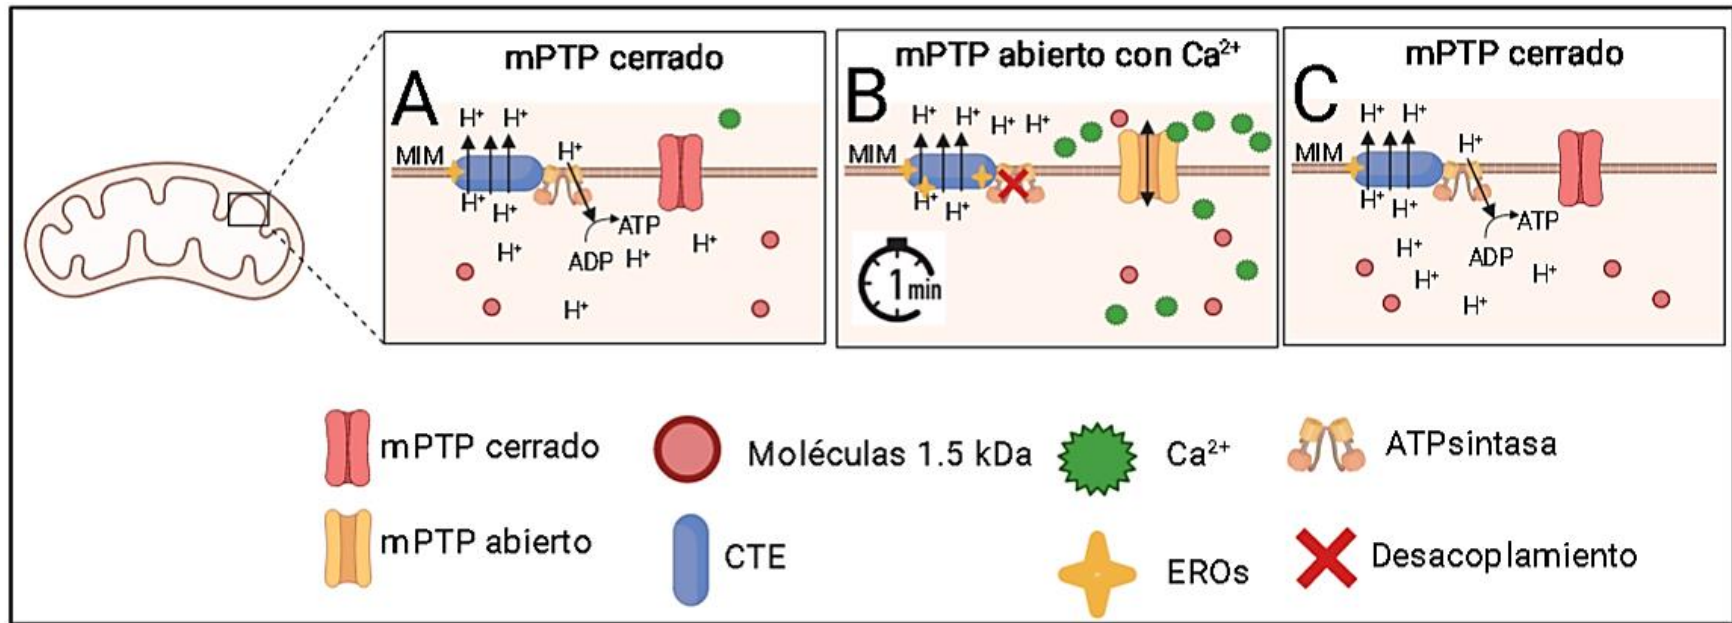 mPTP cerrado
A
H⁺ H⁺
H⁺
MIM
H⁺ H⁺
ATP
H⁺ H⁺
ADP H⁺
H⁺
mPTP abierto con Ca²⁺
B
H⁺ H⁺ H⁺ H⁺
MIM
H⁺ H⁺
1 min
mPTP cerrado
C
H⁺ H⁺
H⁺
MIM
H⁺ H⁺
ATP
H⁺
ADP
H⁺ H⁺
H⁺
mPTP cerrado
Moléculas 1.5 kDa
Ca²⁺
ATPsintasa
mPTP abierto
CTE
EROs
Desacoplamiento